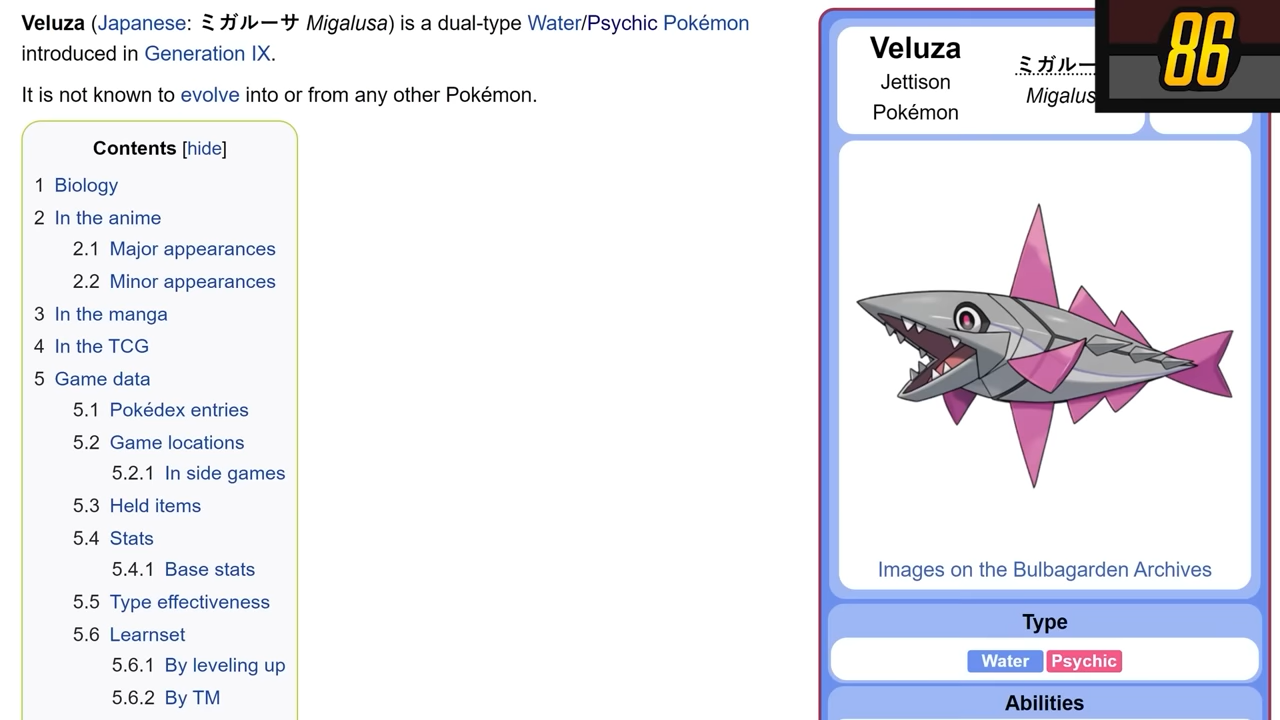 Veluza (Japanese: ミガルーサ Migalusa) is a dual-type Water/Psychic Pokémon
introduced in Generation IX.
It is not known to evolve into or from any other Pokémon.
Contents [hide]
1 Biology
2 In the anime
2.1 Major appearances
2.2 Minor appearances
3 In the manga
4 In the TCG
5 Game data
5.1 Pokédex entries
5.2 Game locations
5.2.1 In side games
5.3 Held items
5.4 Stats
5.4.1 Base stats
5.5 Type effectiveness
5.6 Learnset
5.6.1 By leveling up
5.6.2 By TM
Veluza
Jettison
Pokémon
ミガルー
Migalus
86
Images on the Bulbagarden Archives
Type
Water Psychic
Abilities